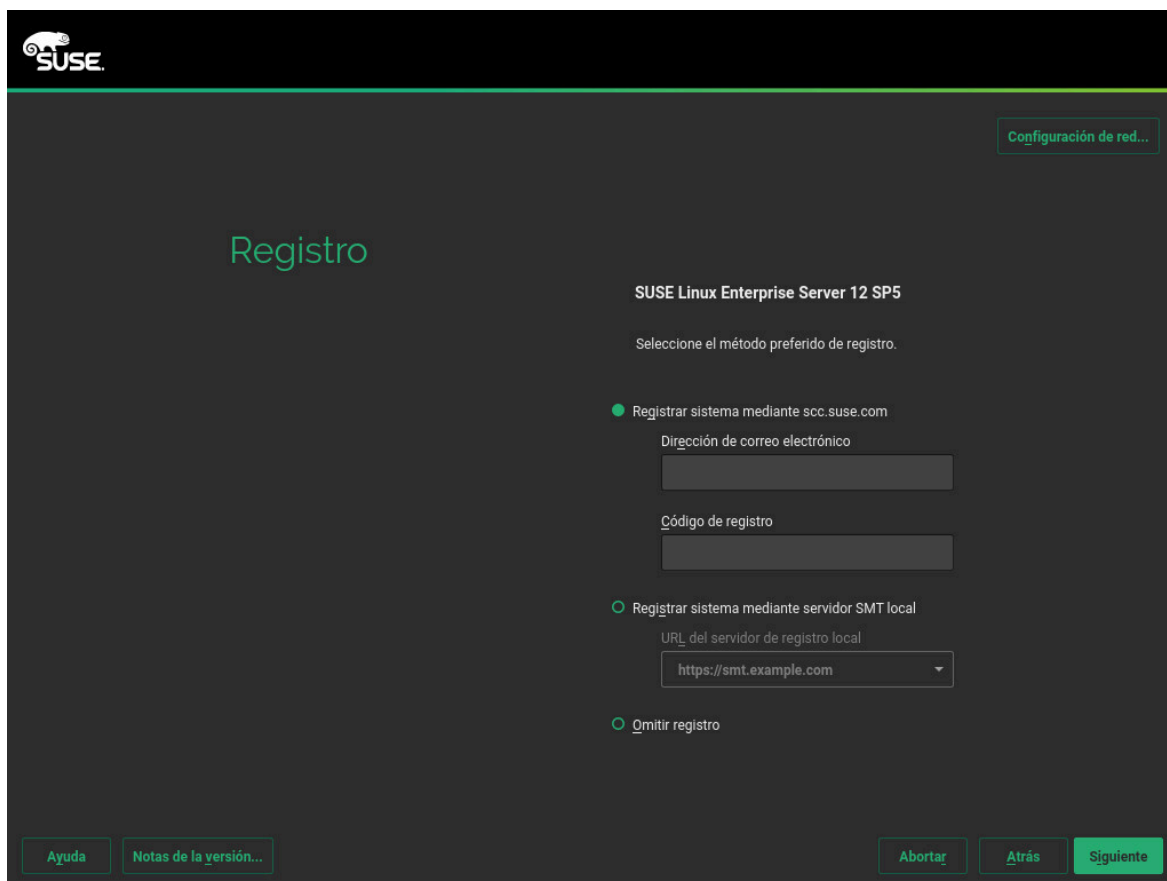 SUSE.
Configuración de red...
Registro
SUSE Linux Enterprise Server 12 SP5
Seleccione el método preferido de registro.
Registrar sistema mediante scc.suse.com
Dirección de correo electrónico
Código de registro
Registrar sistema mediante servidor SMT local
URL del servidor de registro local
https://smt.example.com
Omitir registro
Ayuda
Notas de la versión...
Abortar
Atrás
Siguiente